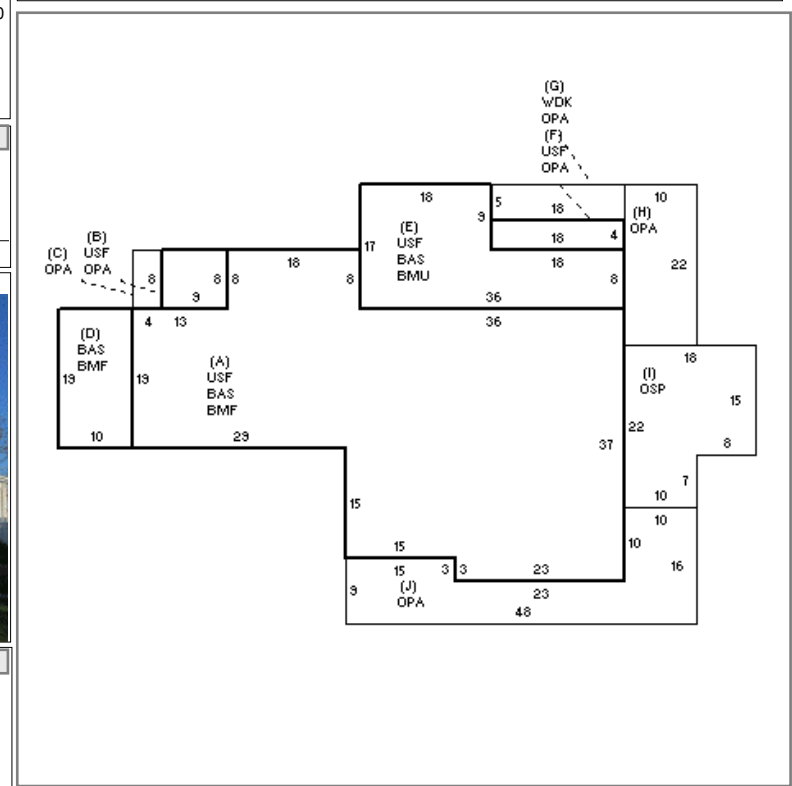 (G)
WDK
OPA
(F)
USF
OPA
18
10
5
18
(H)
OPA
9
(E)
USF
BAS
BMU
18
4
(B)
USF
OPA
(C)
OPA
17
18
8
8
8
18
8
8
22
9
36
4
13
36
(D)
BAS
BMF
(A)
USF
BAS
BMF
18
(I)
OSP
19
19
15
22
10
29
37
8
7
10
15
10
10
15
3
3
23
16
15
9
(J)
OPA
23
48